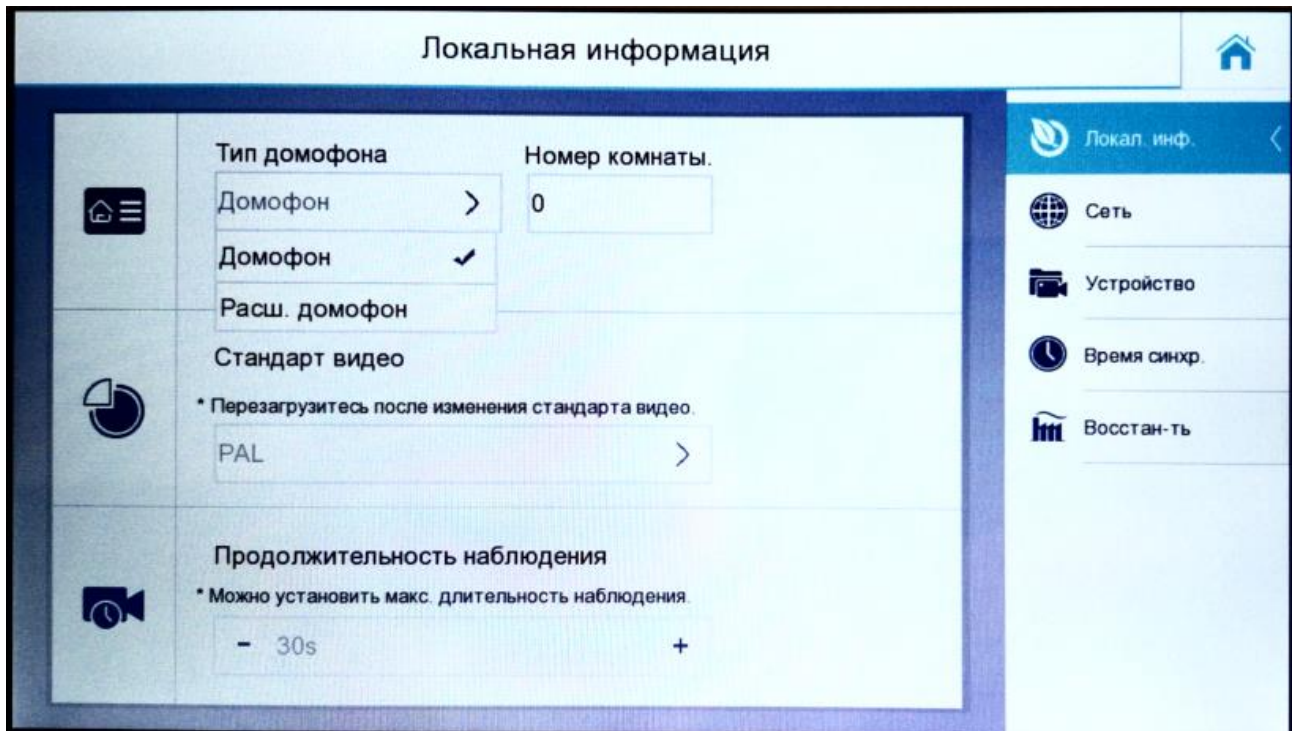 Локальная информация
Тип домофона
Номер комнаты.
Домофон
0
Домофон
Расш. домофон
Стандарт видео
* Перезагрузитесь после изменения стандарта видео.
PAL
Продолжительность наблюдения
* Можно установить макс. длительность наблюдения.
- 30s +
Локал. инф.
Сеть
Устройство
Время синхр.
Восстан-ть